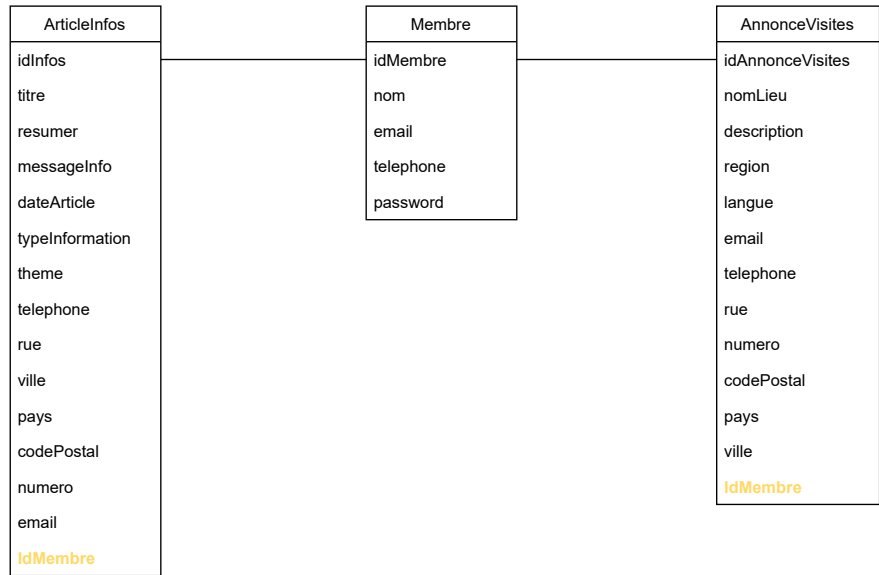 ArticleInfos
idInfos
titre
resumer
messageInfo
dateArticle
typeInformation
theme
telephone
rue
ville
pays
codePostal
numero
email
IdMembre
Membre
idMembre
nom
email
telephone
password
AnnonceVisites
idAnnonceVisites
nomLieu
description
region
langue
email
telephone
rue
numero
codePostal
pays
ville
IdMembre